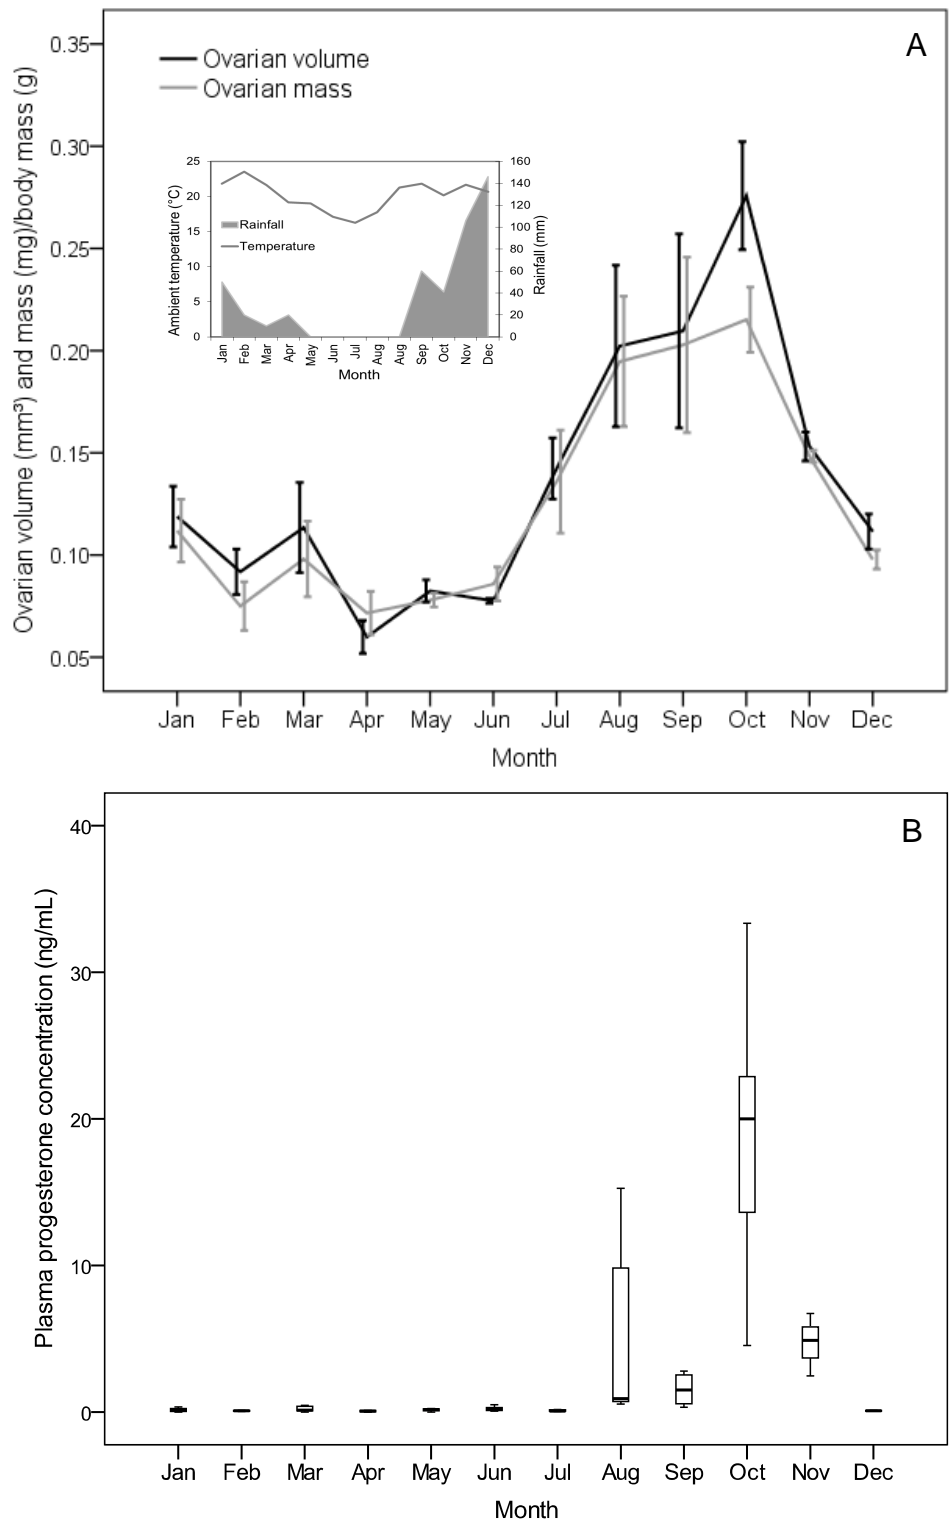 A
Ovarian volume
Ovarian mass
Ovarian volume (mm³) and mass (mg)/body mass (g)
0.35
0.30
0.25
0.20
0.15
0.10
0.05
Ambient temperature (°C)
25
20
15
10
5
0
Rainfall
Temperature
160
140
120
100
80
60
40
20
0
Rainfall (mm)
Jan Feb Mar Apr May Jun Jul Aug Aug Sep Oct Nov Dec
Month
Jan Feb Mar Apr May Jun Jul Aug Sep Oct Nov Dec
Month
B
Plasma progesterone concentration (ng/mL)
40
30
20
10
0
Jan Feb Mar Apr May Jun Jul Aug Sep Oct Nov Dec
Month